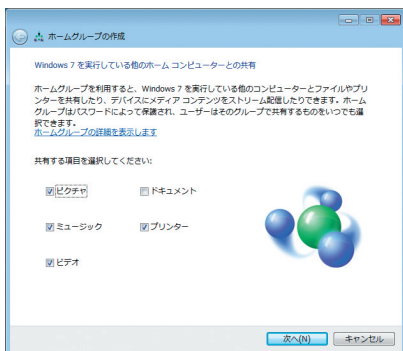 ホームグループの作成
Windows 7 を実行している他のホーム コンピューターとの共有
ホームグループを利用すると、Windows 7 を実行している他のコンピューターとファイルやプリ
ンターを共有したり、デバイスにメディア コンテンツをストリーム配信したりできます。ホーム
グループはパスワードによって保護され、ユーザーはそのグループで共有するものをいつでも選
択できます。
ホームグループの詳細を表示します
共有する項目を選択してください:
ピクチャ ドキュメント
ミュージック プリンター
ビデオ
次へ(N) キャンセル